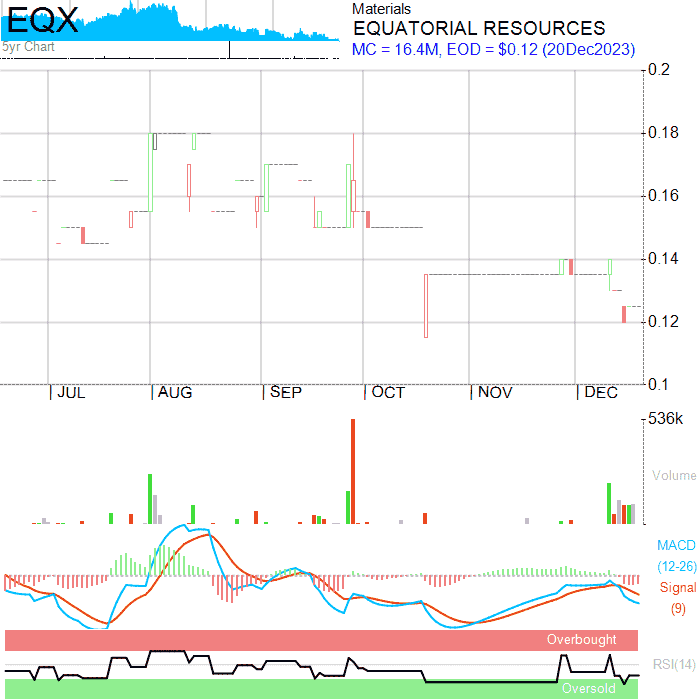 EQX
5yr Chart
Materials
EQUATORIAL RESOURCES
MC = 16.4M, EOD = $0.12 (20Dec2023)
0.2
0.18
0.16
0.14
0.12
0.1
JUL
AUG
SEP
OCT
NOV
DEC
536k
Volume
MACD
(12-26)
Signal
(9)
Overbought
RSI(14)
Oversold